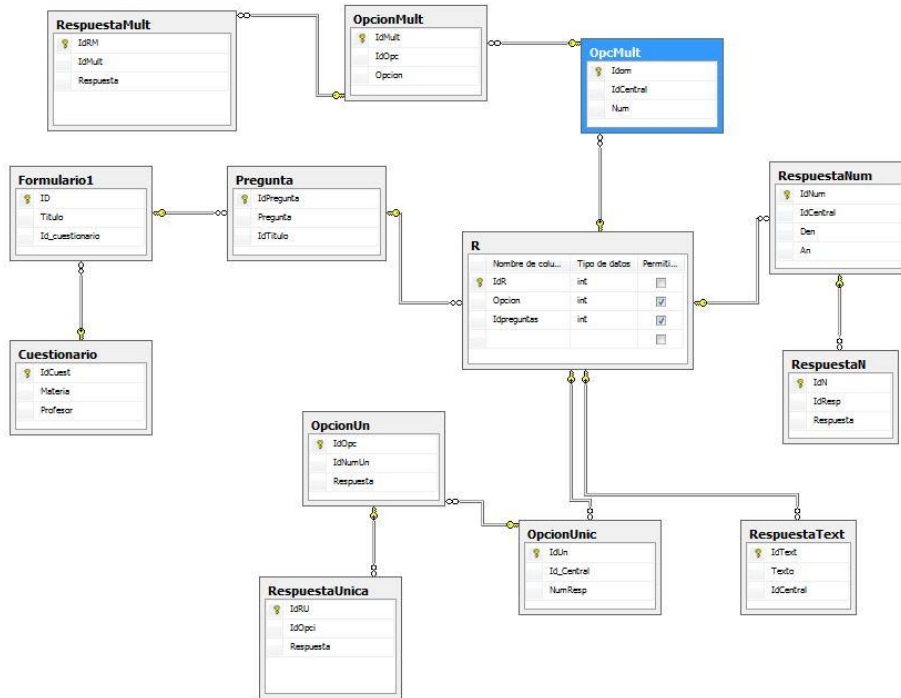 RespuestaMult
IdRM
IdMult
Respuesta
OpcionMult
IdMult
IdOpc
Opcion
OpcMult
Idom
IdCentral
Num
Formulario1
ID
Titulo
Id_cuestionario
Pregunta
IdPregunta
Pregunta
IdTitulo
RespuestaNum
IdNum
IdCentral
Den
An
R
Nombre de colu... Tipo de datos Permiti...
IdR int
Opcion int
Idpreguntas int
Cuestionario
IdCuest
Materia
Profesor
RespuestaN
IdN
IdResp
Respuesta
OpcionUn
IdOpc
IdNumUn
Respuesta
OpcionUnic
IdUn
Id_Central
NumResp
RespuestaText
IdText
Texto
IdCentral
RespuestaUnica
IdRU
IdOpci
Respuesta